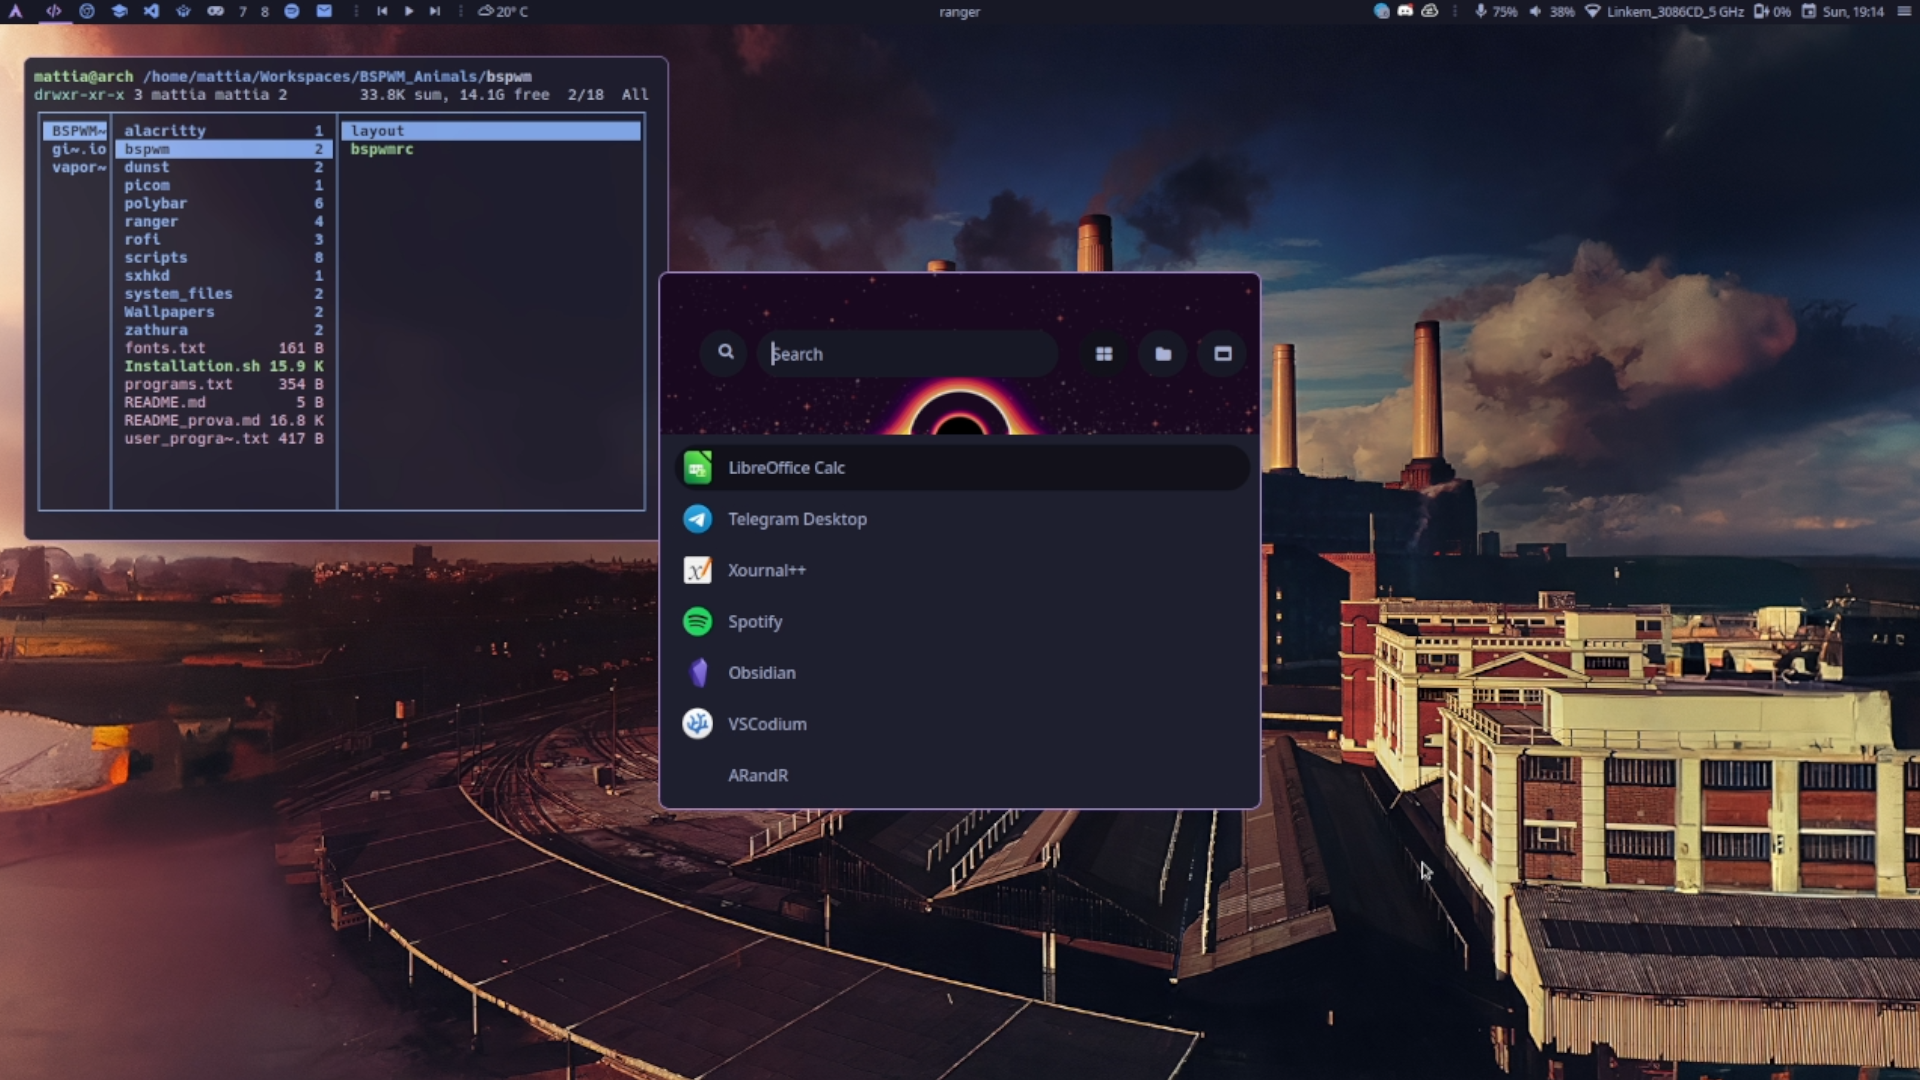 7 8 20° C ranger 75% 38% Linkem_3086CD_5 GHz 0% Sun, 19:14
mattia@arch /home/mattia/Workspaces/BSPWM_Animals/bspwm
drwxr-xr-x 3 mattia mattia 2 33.8K sum, 14.1G free 2/18 All
BSPWM~ alacritty 1 layout
gi~.io bspwm 2 bspwmrc
vapor~ dunst 2
picom 1
polybar 6
ranger 4
rofi 3
scripts 8
sxhkd 1
system_files 2
Wallpapers 2
zathura 2
fonts.txt 161 B
Installation.sh 15.9 K
programs.txt 354 B
README.md 5 B
README_prova.md 16.8 K
user_progra~.txt 417 B
Search
LibreOffice Calc
Telegram Desktop
Xournal++
Spotify
Obsidian
VSCodium
ARandR